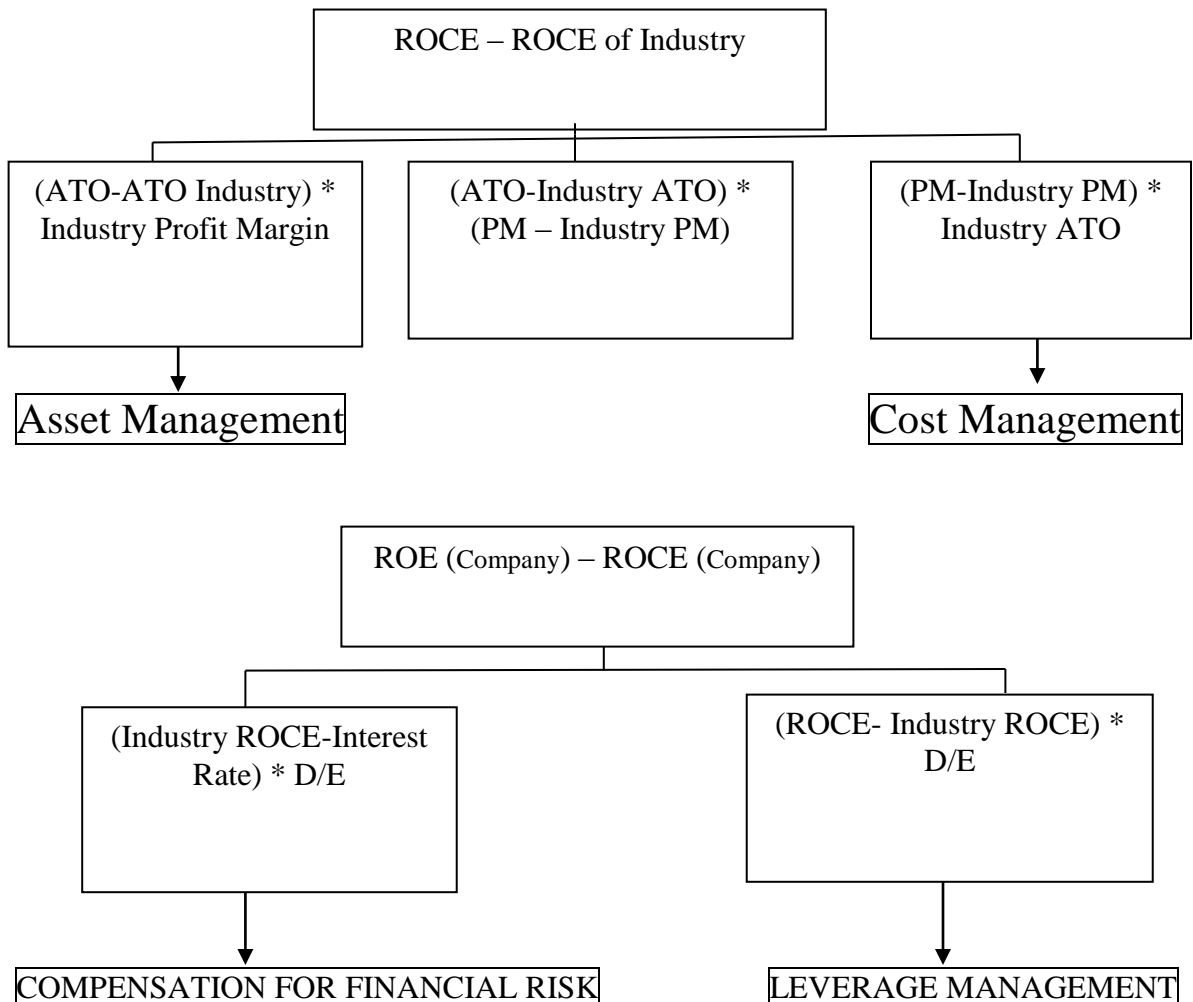 ROCE – ROCE of Industry
(ATO-ATO Industry) *
Industry Profit Margin
(ATO-Industry ATO) *
(PM – Industry PM)
(PM-Industry PM) *
Industry ATO
Asset Management
Cost Management
ROE (Company) – ROCE (Company)
(Industry ROCE-Interest
Rate) * D/E
(ROCE- Industry ROCE) *
D/E
COMPENSATION FOR FINANCIAL RISK
LEVERAGE MANAGEMENT